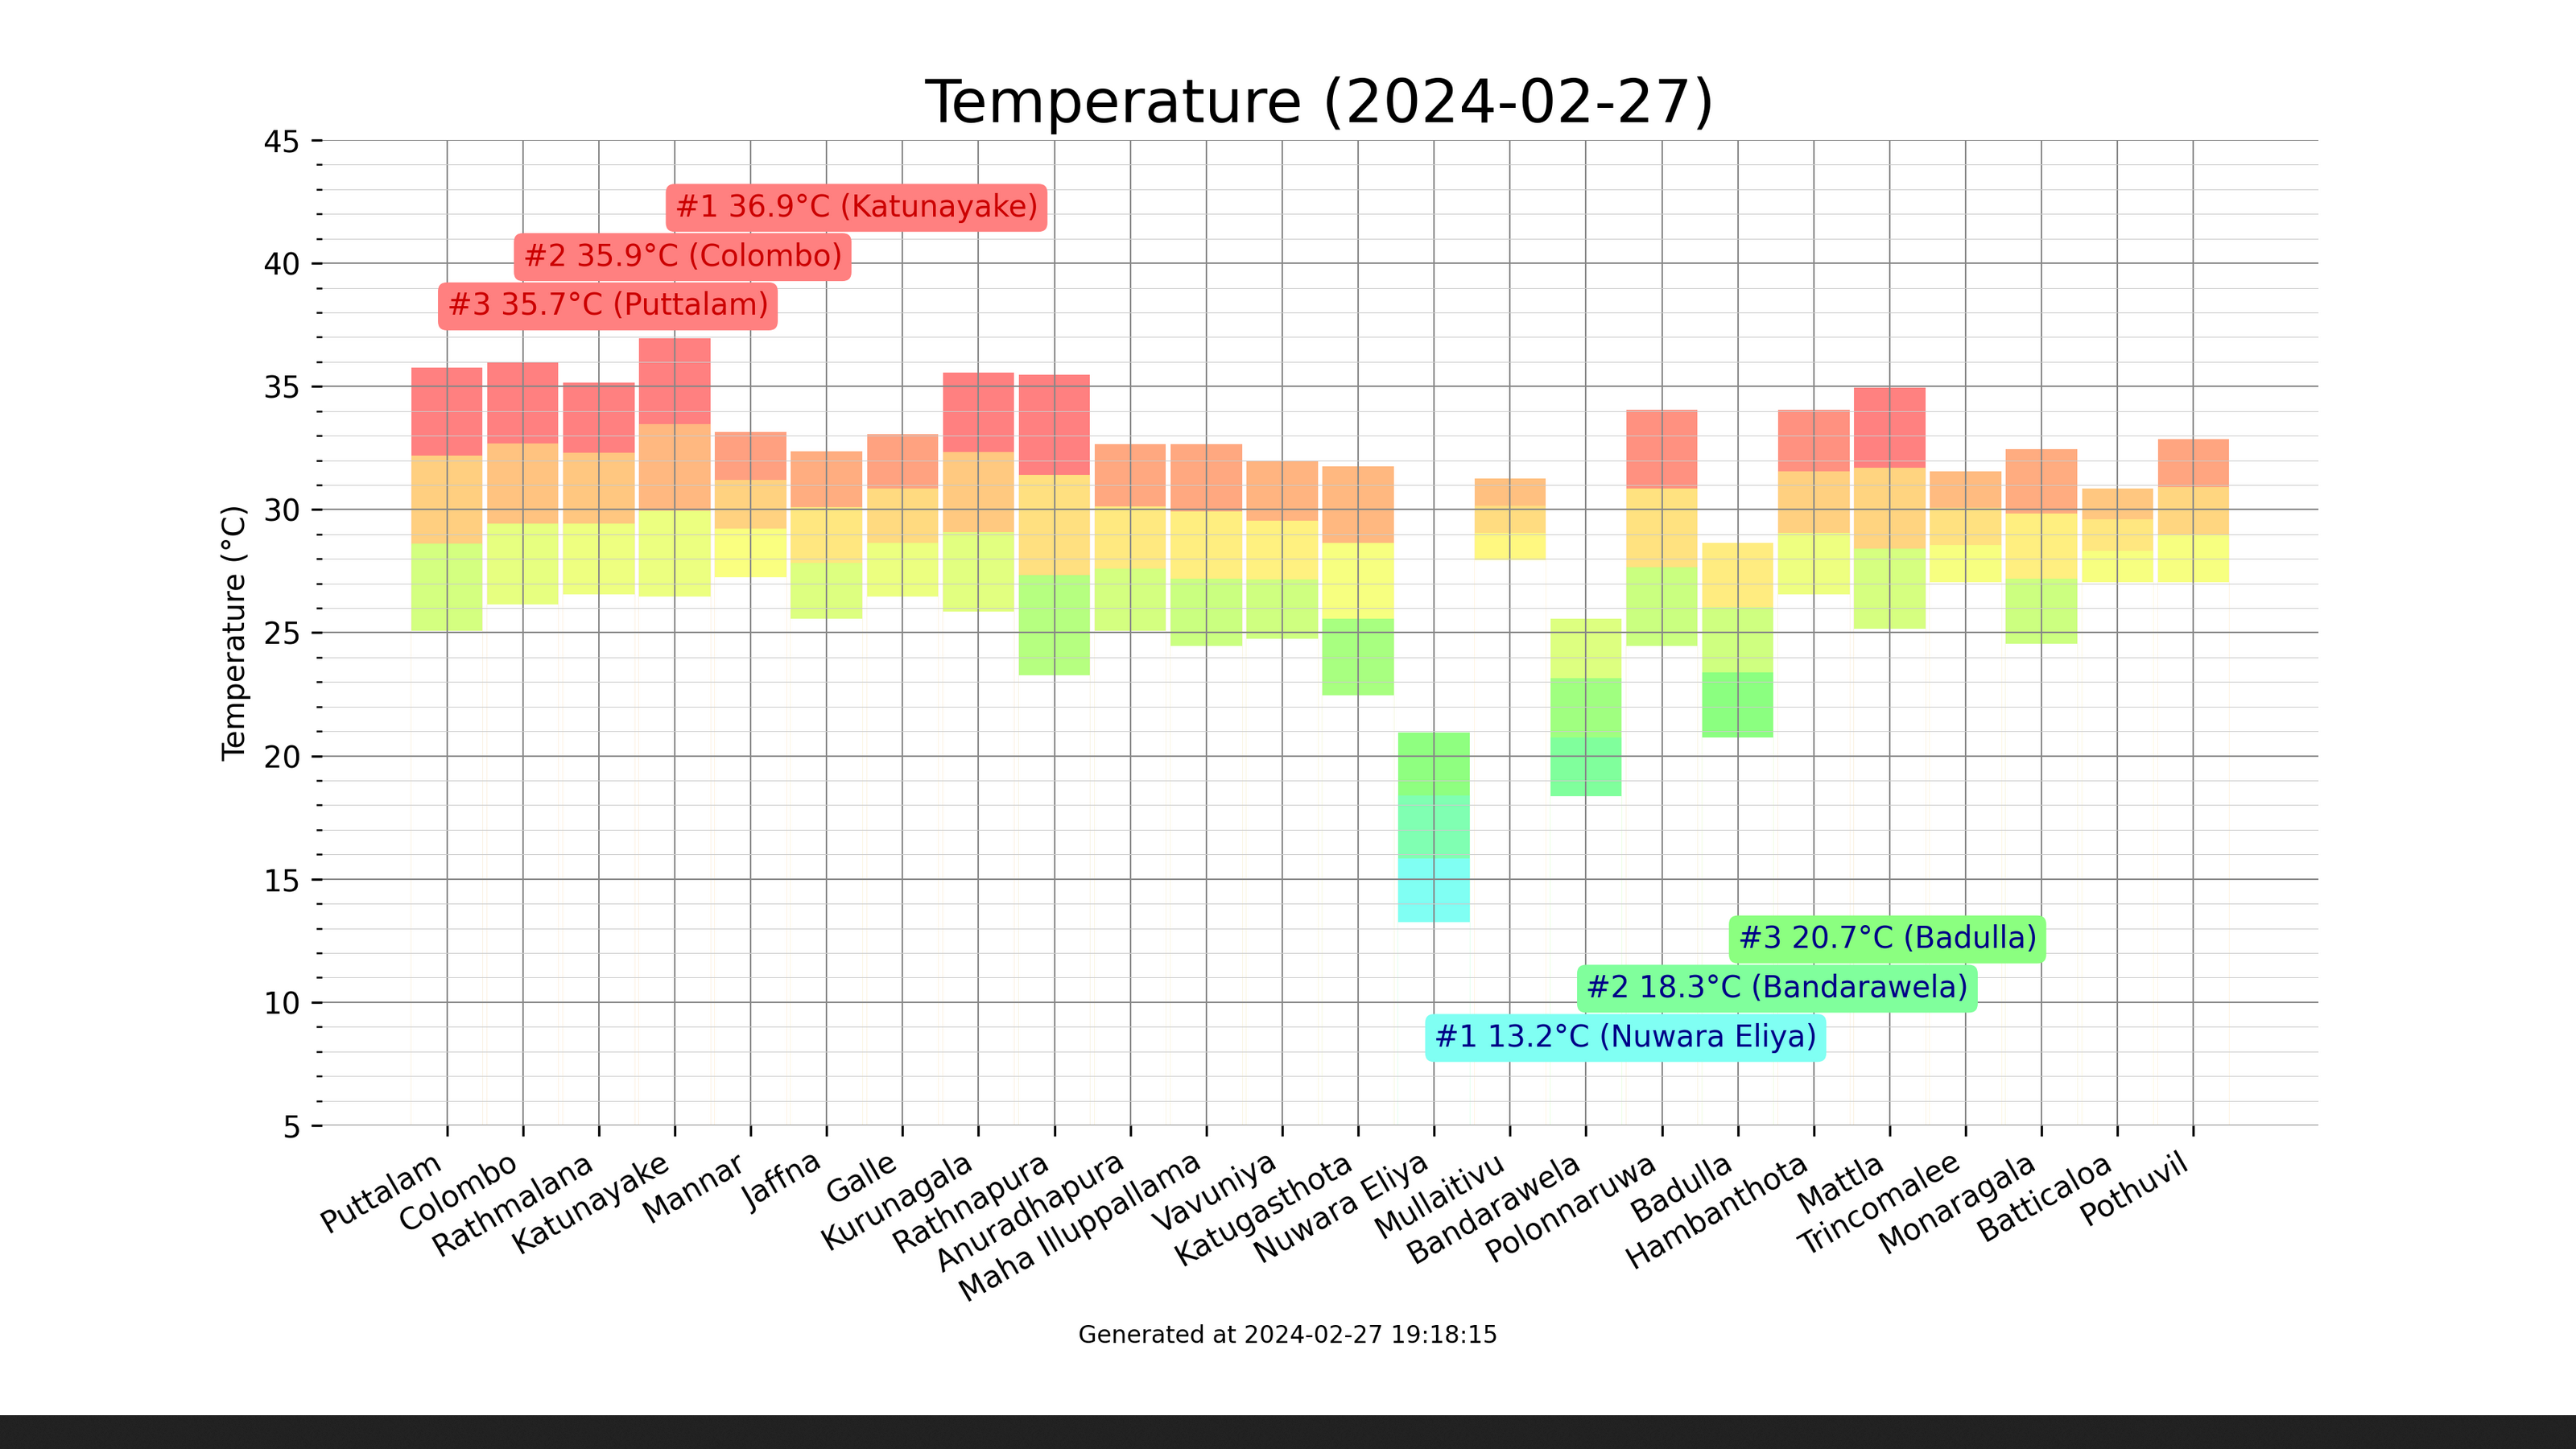 Temperature (2024-02-27)
45
40
35
30
25
20
15
10
5
Temperature (°C)
#1 36.9°C (Katunayake)
#2 35.9°C (Colombo)
#3 35.7°C (Puttalam)
#3 20.7°C (Badulla)
#2 18.3°C (Bandarawela)
#1 13.2°C (Nuwara Eliya)
Puttalam
Colombo
Rathmalana
Katunayake
Mannar
Jaffna
Galle
Kurunagala
Rathnapura
Anuradhapura
Maha Illuppallama
Vavuniya
Katugasthota
Nuwara Eliya
Mullaitivu
Bandarawela
Polonnaruwa
Badulla
Hambanthota
Mattla
Trincomalee
Monaragala
Batticaloa
Pothuvil
Generated at 2024-02-27 19:18:15